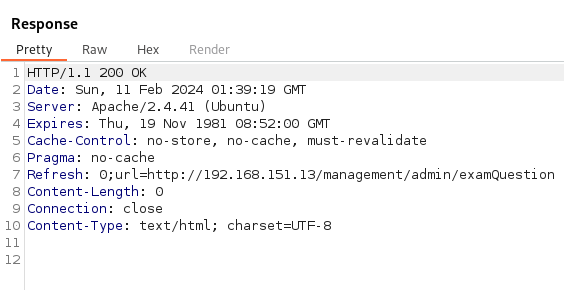 Response
Pretty Raw Hex Render
1 HTTP/1.1 200 OK
2 Date: Sun, 11 Feb 2024 01:39:19 GMT
3 Server: Apache/2.4.41 (Ubuntu)
4 Expires: Thu, 19 Nov 1981 08:52:00 GMT
5 Cache-Control: no-store, no-cache, must-revalidate
6 Pragma: no-cache
7 Refresh: 0;url=http://192.168.151.13/management/admin/examQuestion
8 Content-Length: 0
9 Connection: close
10 Content-Type: text/html; charset=UTF-8
11
12